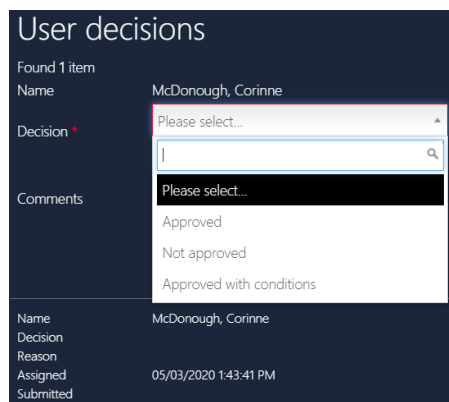 User decisions
Found 1 item
Name McDonough, Corinne
Decision * Please select...
Please select...
Approved
Comments
Not approved
Approved with conditions
Name McDonough, Corinne
Decision
Reason
Assigned 05/03/2020 1:43:41 PM
Submitted